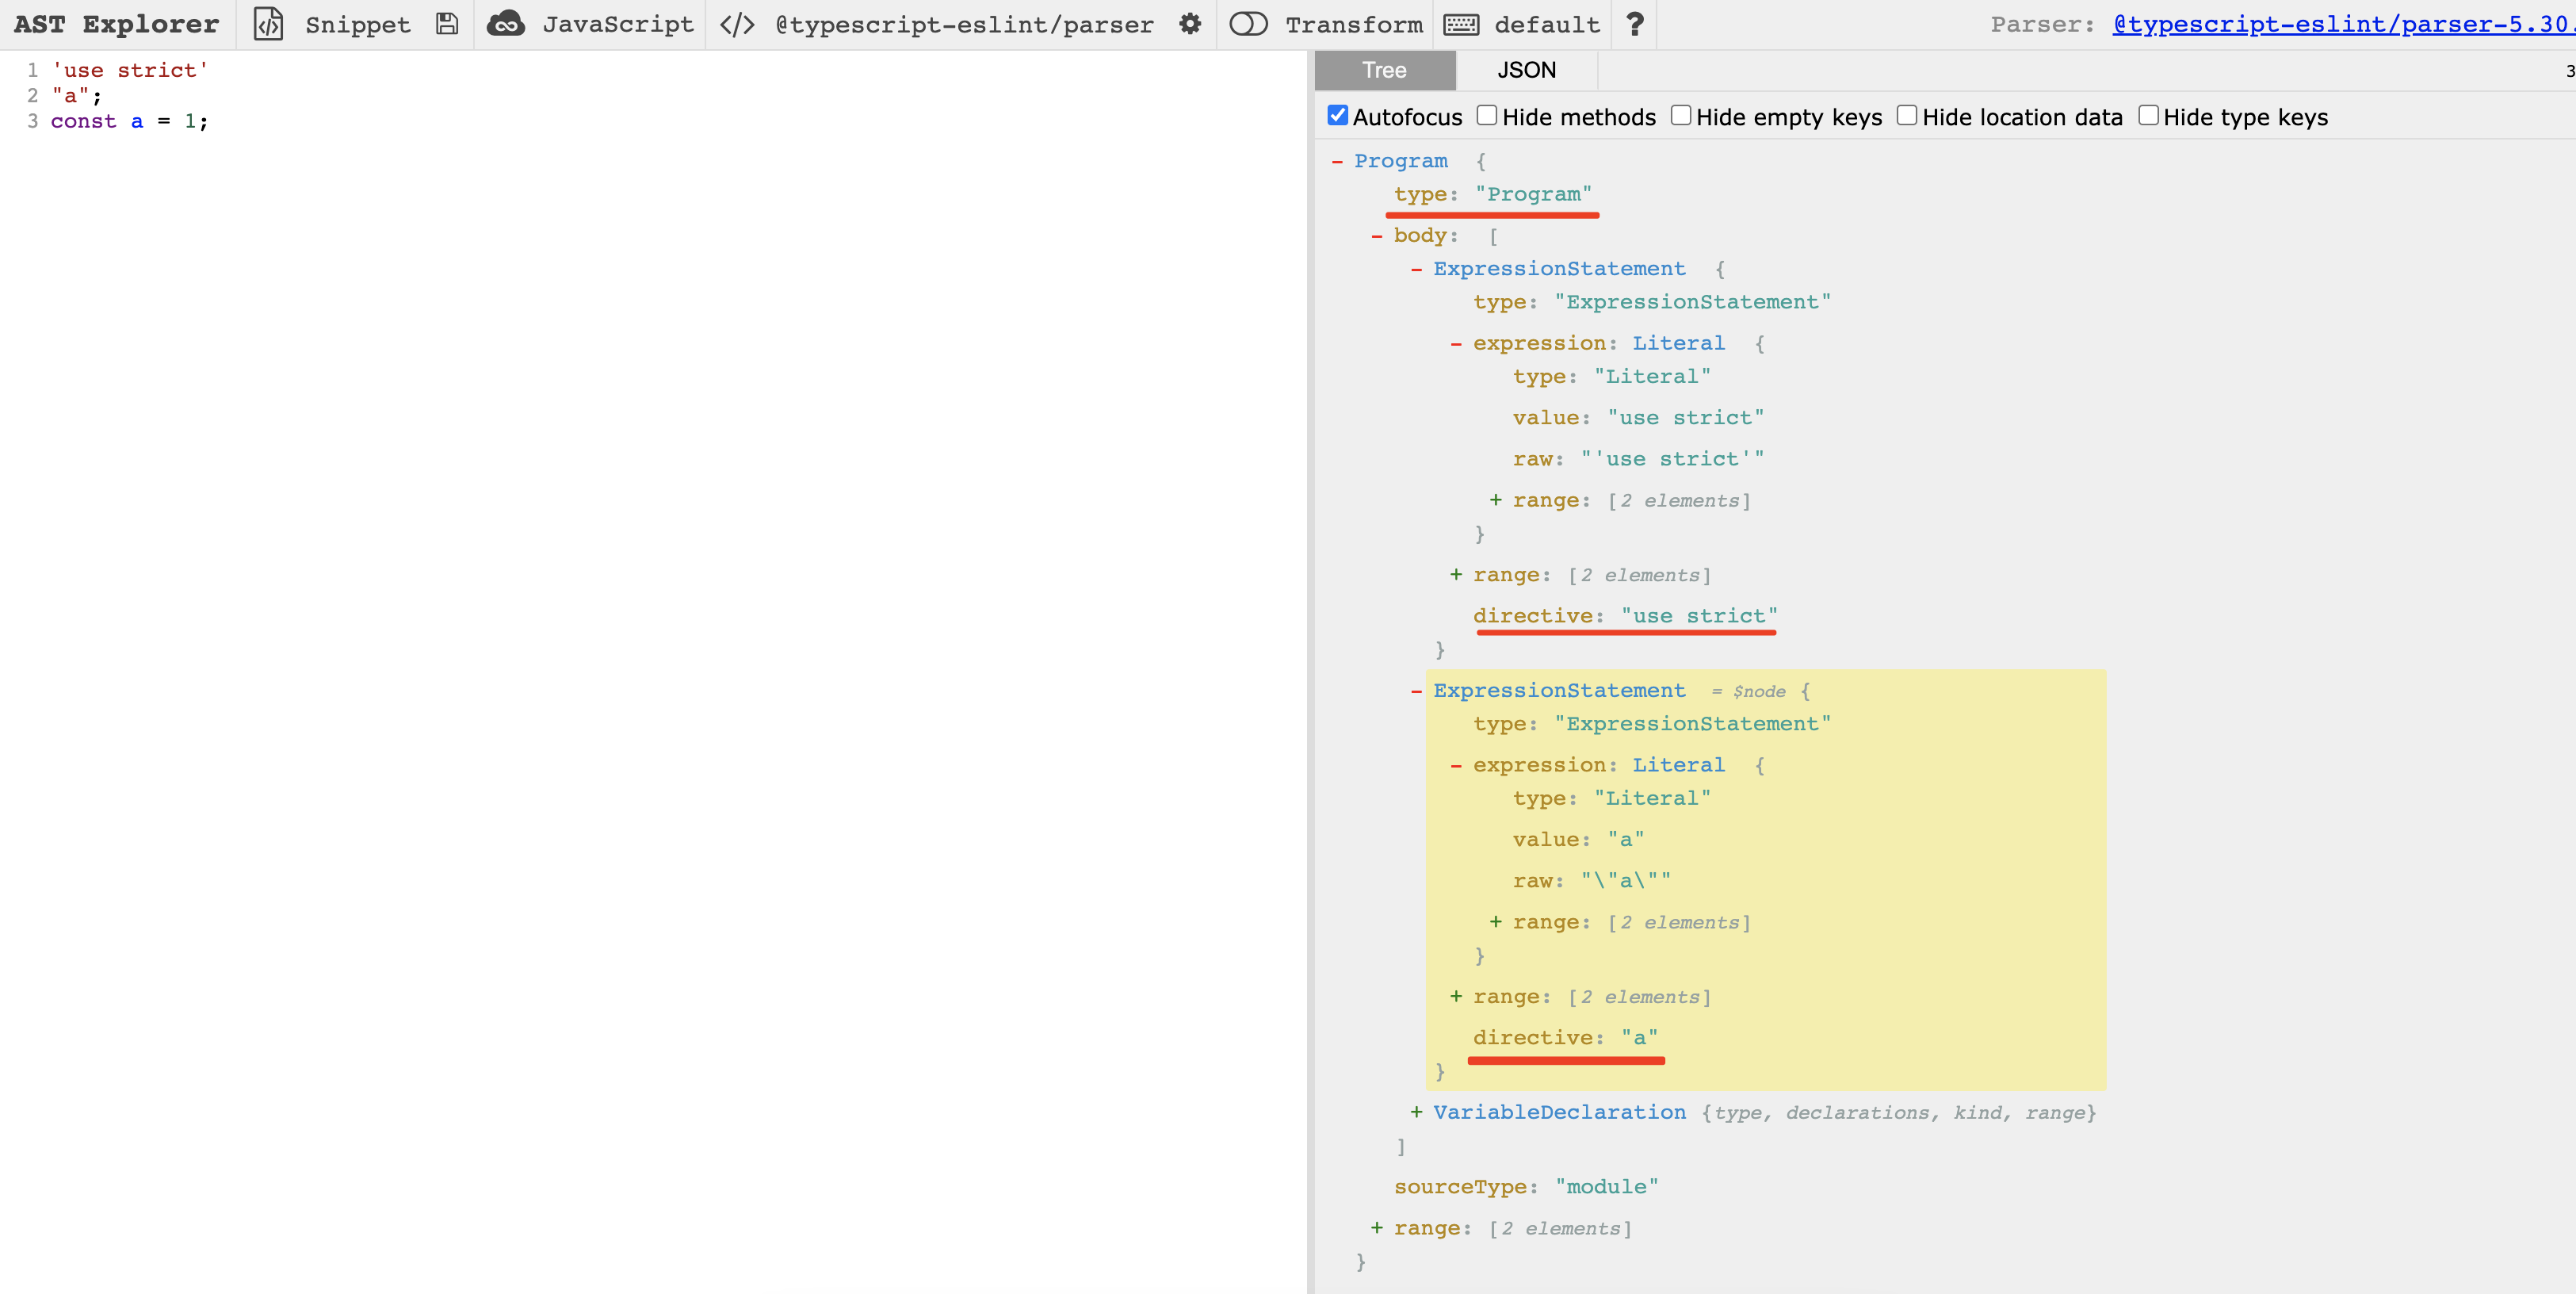 AST Explorer Snippet JavaScript </> @typescript-eslint/parser Transform default ? Parser: @typescript-eslint/parser-5.30.
1 'use strict'
2 "a";
3 const a = 1;
Tree JSON 3
Autofocus Hide methods Hide empty keys Hide location data Hide type keys
- Program {
type: "Program"
- body: [
- ExpressionStatement {
type: "ExpressionStatement"
- expression: Literal {
type: "Literal"
value: "use strict"
raw: "'use strict'"
+ range: [2 elements]
}
+ range: [2 elements]
directive: "use strict"
}
- ExpressionStatement = $node {
type: "ExpressionStatement"
- expression: Literal {
type: "Literal"
value: "a"
raw: "\"a\""
+ range: [2 elements]
}
+ range: [2 elements]
directive: "a"
}
+ VariableDeclaration {type, declarations, kind, range}
]
sourceType: "module"
+ range: [2 elements]
}